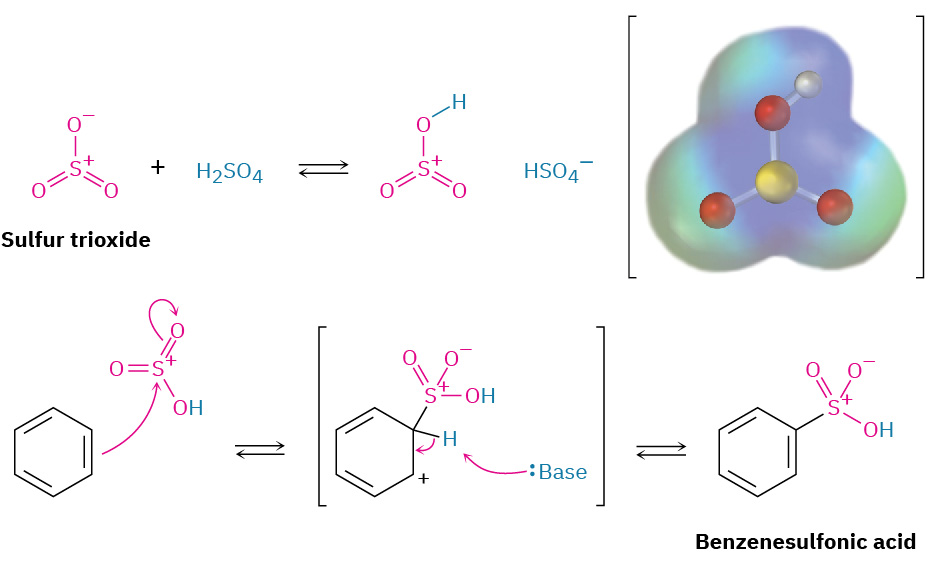 O⁻ H
O
S⁺ + H₂SO₄ S⁺ HSO₄⁻
O O O O
Sulfur trioxide
O
O S⁺
OH
O O⁻
S⁺ OH
H
+
:Base
O O⁻
S⁺
OH
Benzenesulfonic acid